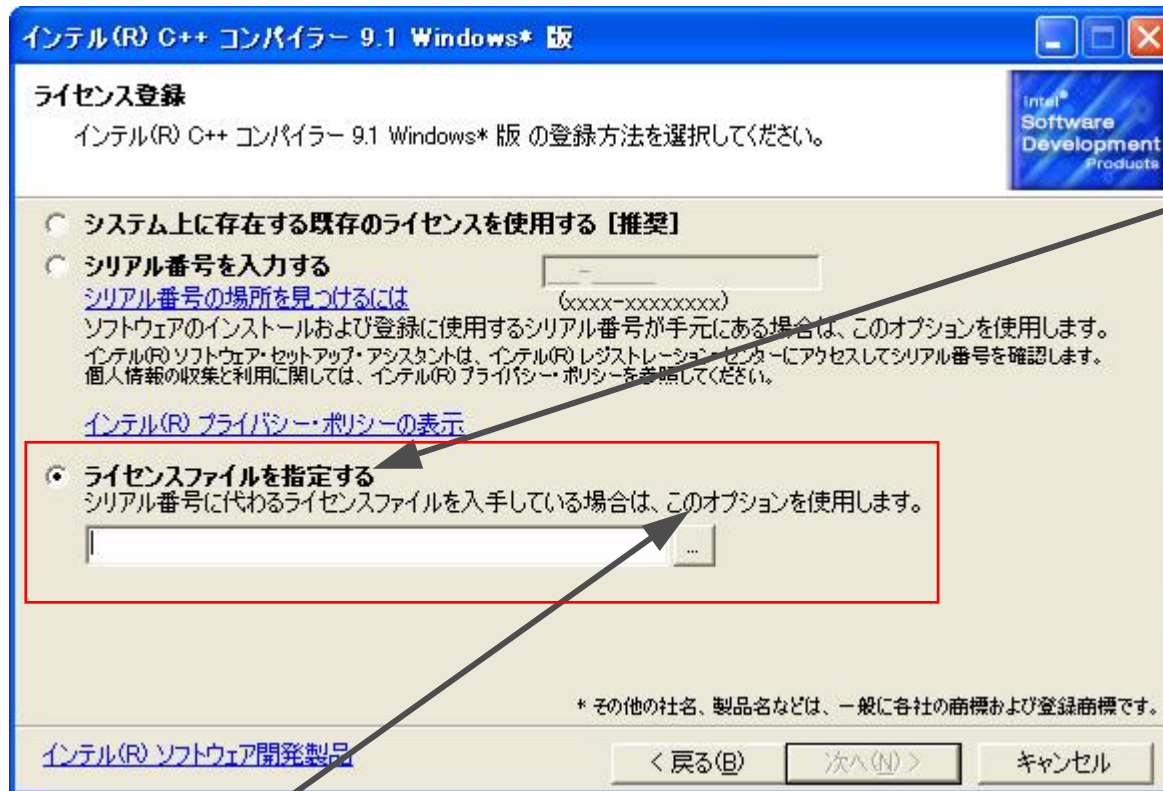 インテル(R) C++ コンパイラー 9.1 Windows* 版
ライセンス登録
インテル(R) C++ コンパイラー 9.1 Windows* 版 の登録方法を選択してください。
Intel®
Software
Development
Products
システム上に存在する既存のライセンスを使用する [推奨]
シリアル番号を入力する
シリアル番号の場所を見つけるには
(xxxx-xxxxxxxx)
ソフトウェアのインストールおよび登録に使用するシリアル番号が手元にある場合は、このオプションを使用します。
インテル(R) ソフトウェア・セットアップ・アシスタントは、インテル(R) レジストレーション・センターにアクセスしてシリアル番号を確認します。
個人情報の収集と利用に関しては、インテル(R) プライバシー・ポリシーを参照してください。
インテル(R) プライバシー・ポリシーの表示
ライセンスファイルを指定する
シリアル番号に代わるライセンスファイルを入手している場合は、このオプションを使用します。
...
* その他の社名、製品名などは、一般に各社の商標および登録商標です。
インテル(R) ソフトウェア開発製品
< 戻る(B)
次へ(N) >
キャンセル